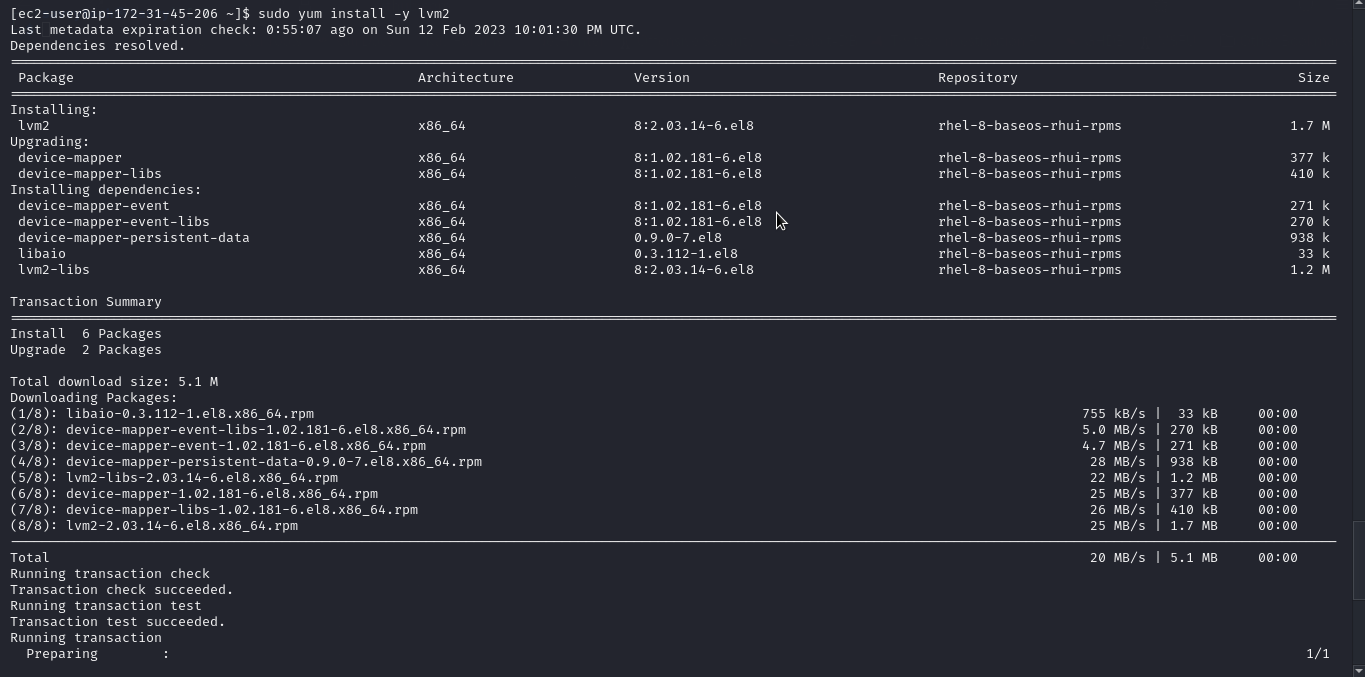 [ec2-user@ip-172-31-45-206 ~]$ sudo yum install -y lvm2
Last metadata expiration check: 0:55:07 ago on Sun 12 Feb 2023 10:01:30 PM UTC.
Dependencies resolved.
Package Architecture Version Repository Size
Installing:
lvm2 x86_64 8:2.03.14-6.el8 rhel-8-baseos-rhui-rpms 1.7 M
Upgrading:
device-mapper x86_64 8:1.02.181-6.el8 rhel-8-baseos-rhui-rpms 377 k
device-mapper-libs x86_64 8:1.02.181-6.el8 rhel-8-baseos-rhui-rpms 410 k
Installing dependencies:
device-mapper-event x86_64 8:1.02.181-6.el8 rhel-8-baseos-rhui-rpms 271 k
device-mapper-event-libs x86_64 8:1.02.181-6.el8 rhel-8-baseos-rhui-rpms 270 k
device-mapper-persistent-data x86_64 0.9.0-7.el8 rhel-8-baseos-rhui-rpms 938 k
libaio x86_64 0.3.112-1.el8 rhel-8-baseos-rhui-rpms 33 k
lvm2-libs x86_64 8:2.03.14-6.el8 rhel-8-baseos-rhui-rpms 1.2 M
Transaction Summary
Install 6 Packages
Upgrade 2 Packages
Total download size: 5.1 M
Downloading Packages:
(1/8): libaio-0.3.112-1.el8.x86_64.rpm 755 kB/s | 33 kB 00:00
(2/8): device-mapper-event-libs-1.02.181-6.el8.x86_64.rpm 5.0 MB/s | 270 kB 00:00
(3/8): device-mapper-event-1.02.181-6.el8.x86_64.rpm 4.7 MB/s | 271 kB 00:00
(4/8): device-mapper-persistent-data-0.9.0-7.el8.x86_64.rpm 28 MB/s | 938 kB 00:00
(5/8): lvm2-libs-2.03.14-6.el8.x86_64.rpm 22 MB/s | 1.2 MB 00:00
(6/8): device-mapper-1.02.181-6.el8.x86_64.rpm 25 MB/s | 377 kB 00:00
(7/8): device-mapper-libs-1.02.181-6.el8.x86_64.rpm 26 MB/s | 410 kB 00:00
(8/8): lvm2-2.03.14-6.el8.x86_64.rpm 25 MB/s | 1.7 MB 00:00
Total 20 MB/s | 5.1 MB 00:00
Running transaction check
Transaction check succeeded.
Running transaction test
Transaction test succeeded.
Running transaction
Preparing : 1/1